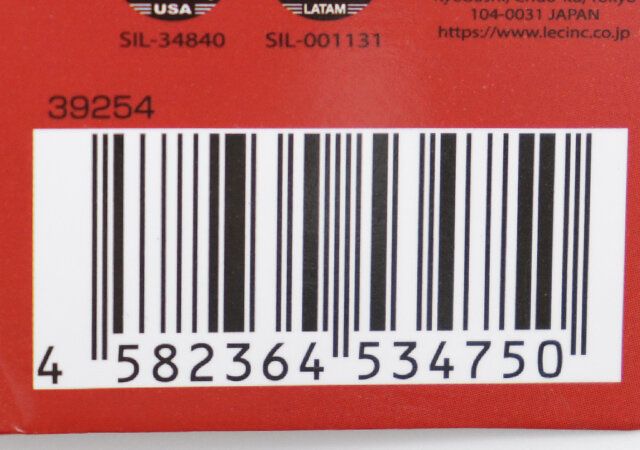 USA
LATAM
SIL-34840
SIL-001131
104-0031 JAPAN
https://www.lecinc.co.jp
39254
4 582364 534750